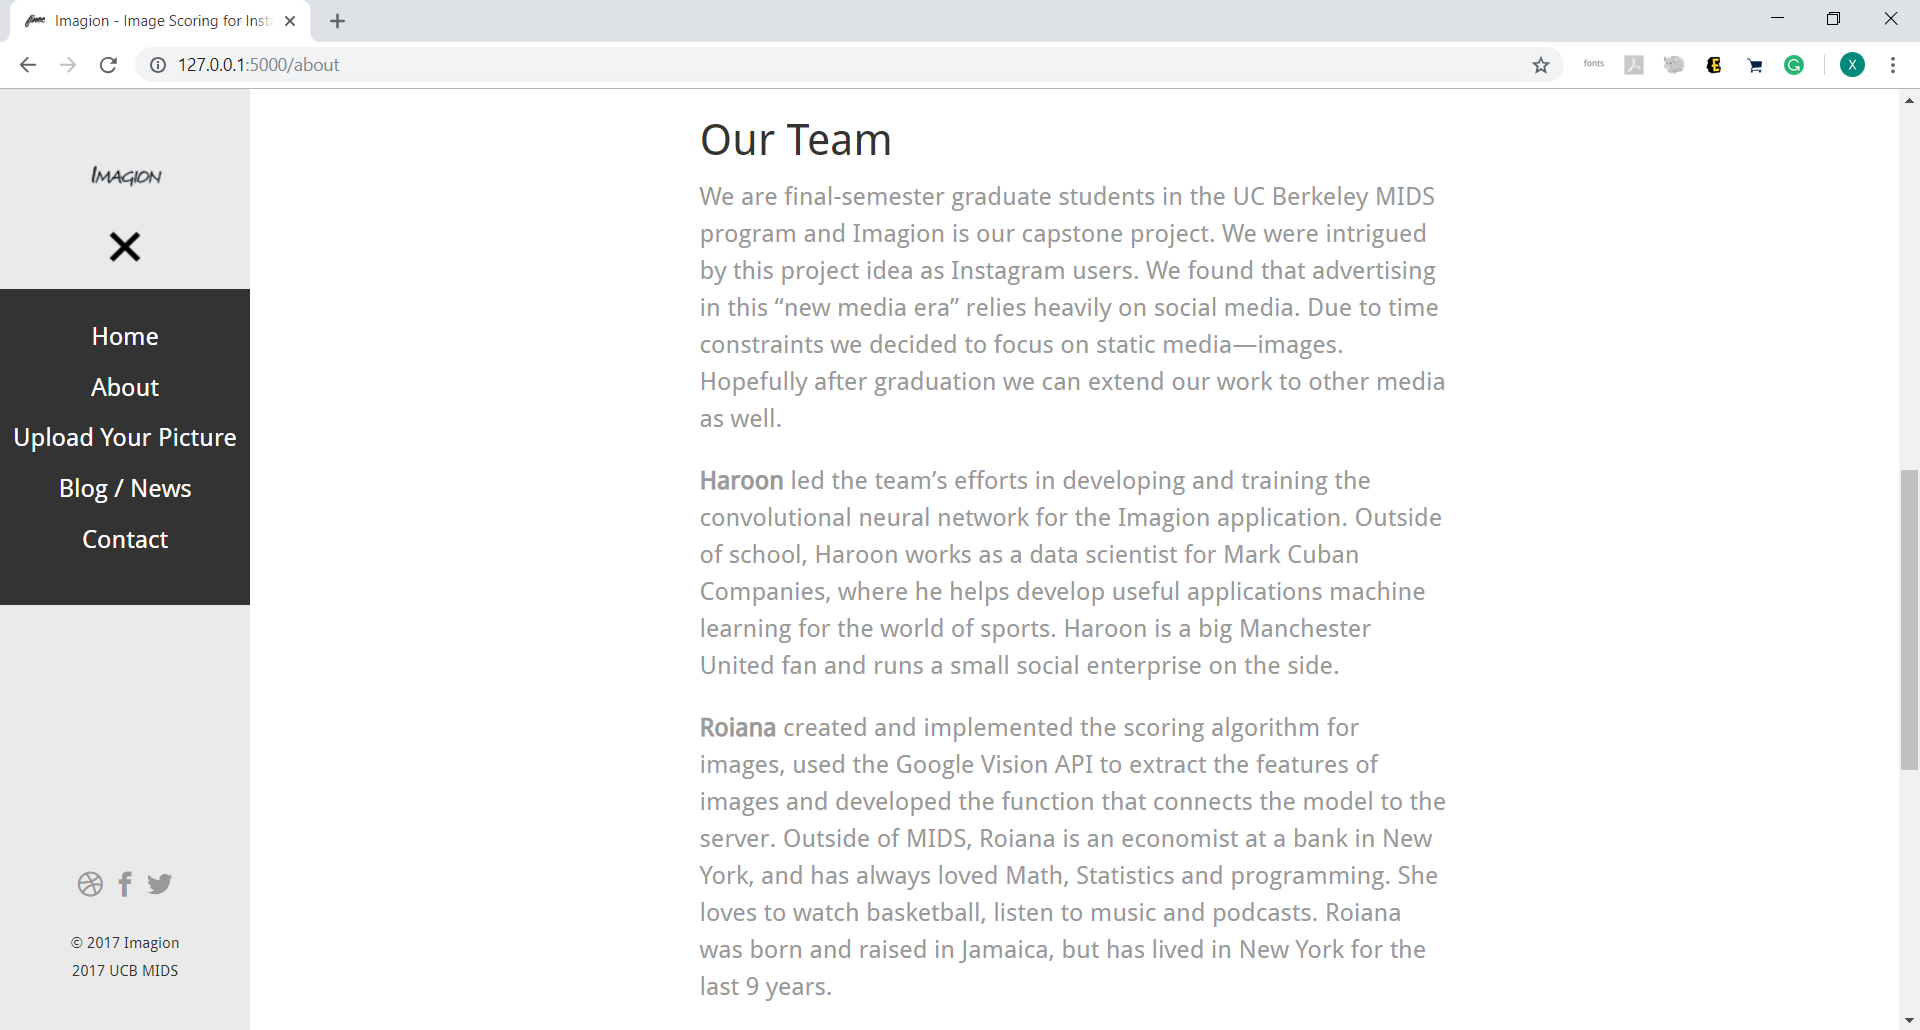 Imagion - Image Scoring for Inst
127.0.0.1:5000/about
fonts
X
IMAGION
Home
About
Upload Your Picture
Blog / News
Contact
© 2017 Imagion
2017 UCB MIDS
Our Team
We are final-semester graduate students in the UC Berkeley MIDS
program and Imagion is our capstone project. We were intrigued
by this project idea as Instagram users. We found that advertising
in this “new media era” relies heavily on social media. Due to time
constraints we decided to focus on static media—images.
Hopefully after graduation we can extend our work to other media
as well.
Haroon led the team’s efforts in developing and training the
convolutional neural network for the Imagion application. Outside
of school, Haroon works as a data scientist for Mark Cuban
Companies, where he helps develop useful applications machine
learning for the world of sports. Haroon is a big Manchester
United fan and runs a small social enterprise on the side.
Roiana created and implemented the scoring algorithm for
images, used the Google Vision API to extract the features of
images and developed the function that connects the model to the
server. Outside of MIDS, Roiana is an economist at a bank in New
York, and has always loved Math, Statistics and programming. She
loves to watch basketball, listen to music and podcasts. Roiana
was born and raised in Jamaica, but has lived in New York for the
last 9 years.